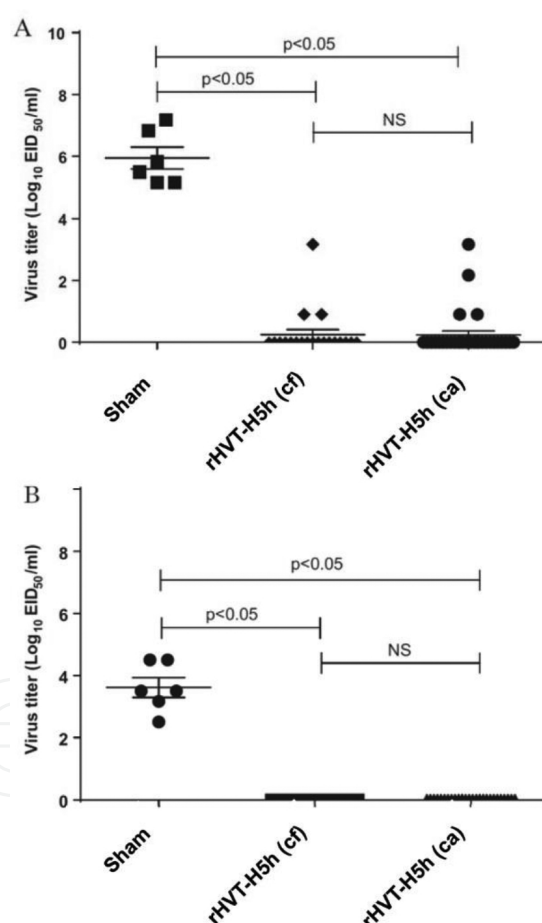 A
10
8
6
4
2
0
Virus titer (Log10 EID50/ml)
p<0.05
p<0.05
NS
Sham
rHVT-H5h (cf)
rHVT-H5h (ca)
B
8
6
4
2
0
Virus titer (Log10 EID50/ml)
p<0.05
p<0.05
NS
Sham
rHVT-H5h (cf)
rHVT-H5h (ca)